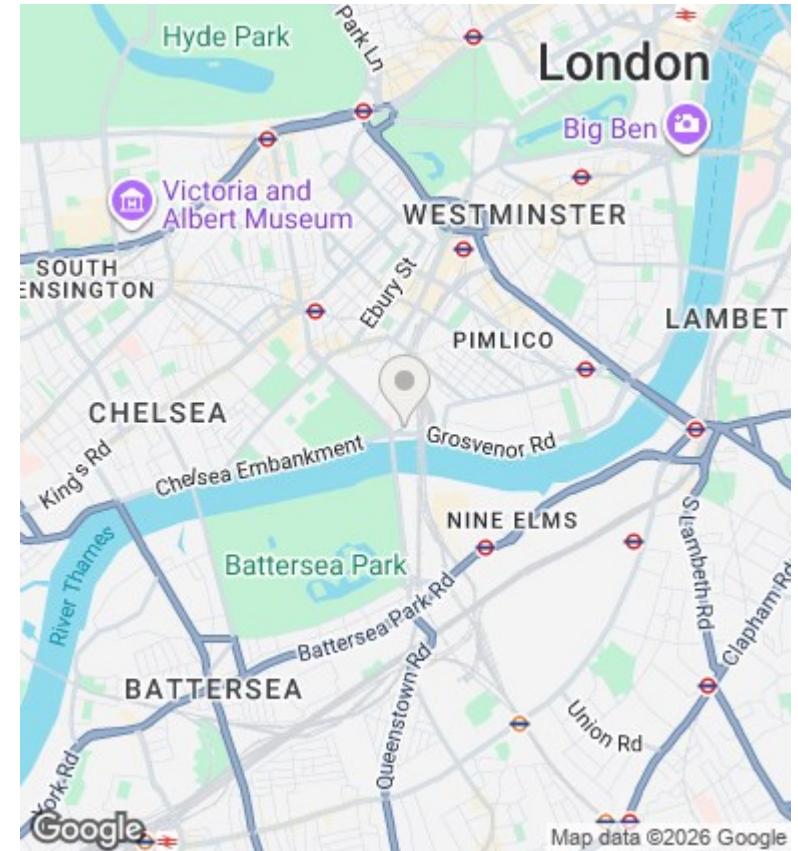 Hyde Park
Park Ln
London
Big Ben
Victoria and
Albert Museum
WESTMINSTER
SOUTH
ENSINGTON
Ebury St
PIMLICO
LAMBET
CHELSEA
King's Rd
Chelsea Embankment
Grosvenor Rd
NINE ELMS
River Thames
Battersea Park
S Lambeth Rd
Clapham Rd
Battersea Park Rd
BATTERSEA
Queenstown Rd
Union Rd
York Rd
Google
Map data ©2026 Google